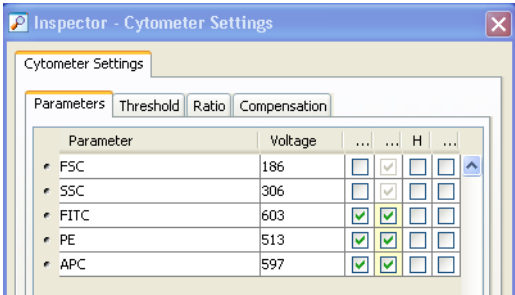 Inspector - Cytometer Settings
Cytometer Settings
Parameters Threshold Ratio Compensation
Parameter Voltage ... ... H ...
FSC 186
SSC 306
FITC 603
PE 513
APC 597